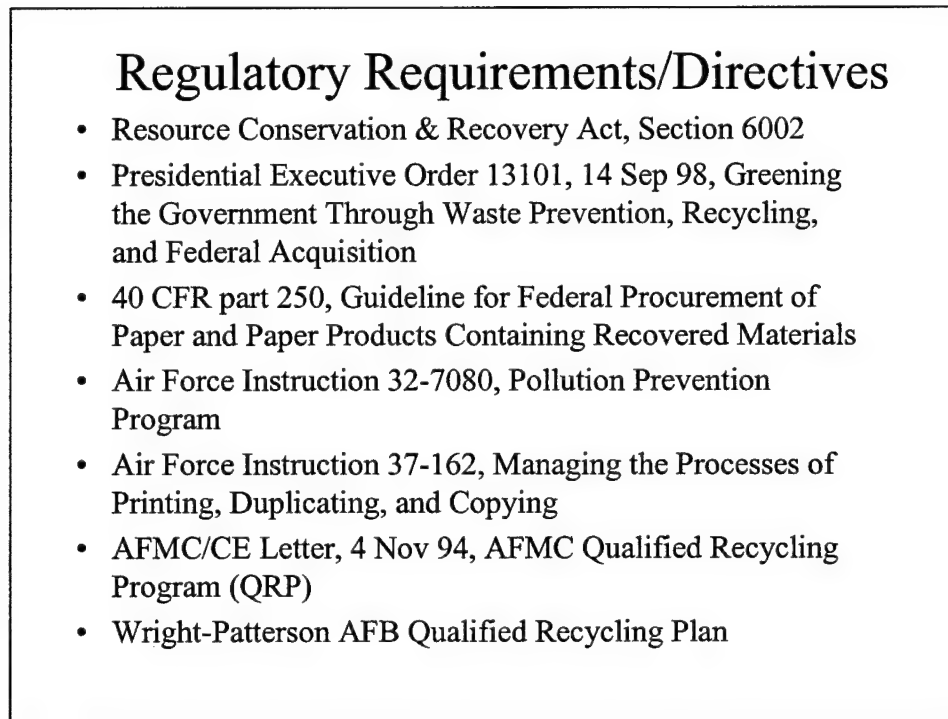 Regulatory Requirements/Directives
• Resource Conservation & Recovery Act, Section 6002
• Presidential Executive Order 13101, 14 Sep 98, Greening
the Government Through Waste Prevention, Recycling,
and Federal Acquisition
• 40 CFR part 250, Guideline for Federal Procurement of
Paper and Paper Products Containing Recovered Materials
• Air Force Instruction 32-7080, Pollution Prevention
Program
• Air Force Instruction 37-162, Managing the Processes of
Printing, Duplicating, and Copying
• AFMC/CE Letter, 4 Nov 94, AFMC Qualified Recycling
Program (QRP)
• Wright-Patterson AFB Qualified Recycling Plan